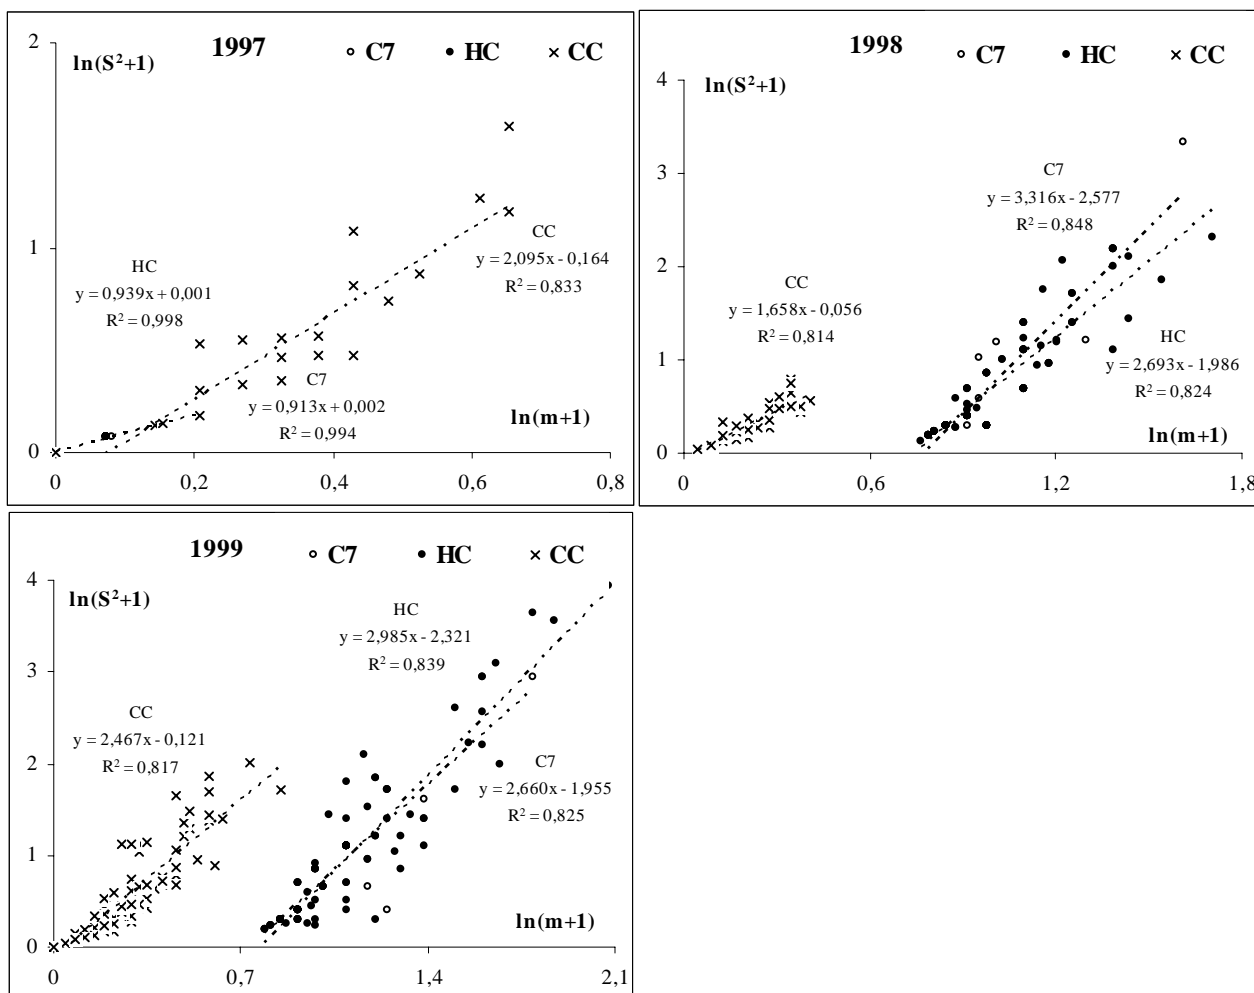 1997 C7 HC CC
ln(S²+1)
2
1
0
HC
y = 0,939x + 0,001
R² = 0,998
CC
y = 2,095x - 0,164
R² = 0,833
C7
y = 0,913x + 0,002
R² = 0,994
ln(m+1)
0 0,2 0,4 0,6 0,8
1998 C7 HC CC
ln(S²+1)
4
3
2
1
0
C7
y = 3,316x - 2,577
R² = 0,848
CC
y = 1,658x - 0,056
R² = 0,814
HC
y = 2,693x - 1,986
R² = 0,824
ln(m+1)
0 0,6 1,2 1,8
1999 C7 HC CC
ln(S²+1)
4
3
2
1
0
HC
y = 2,985x - 2,321
R² = 0,839
CC
y = 2,467x - 0,121
R² = 0,817
C7
y = 2,660x - 1,955
R² = 0,825
ln(m+1)
0 0,7 1,4 2,1